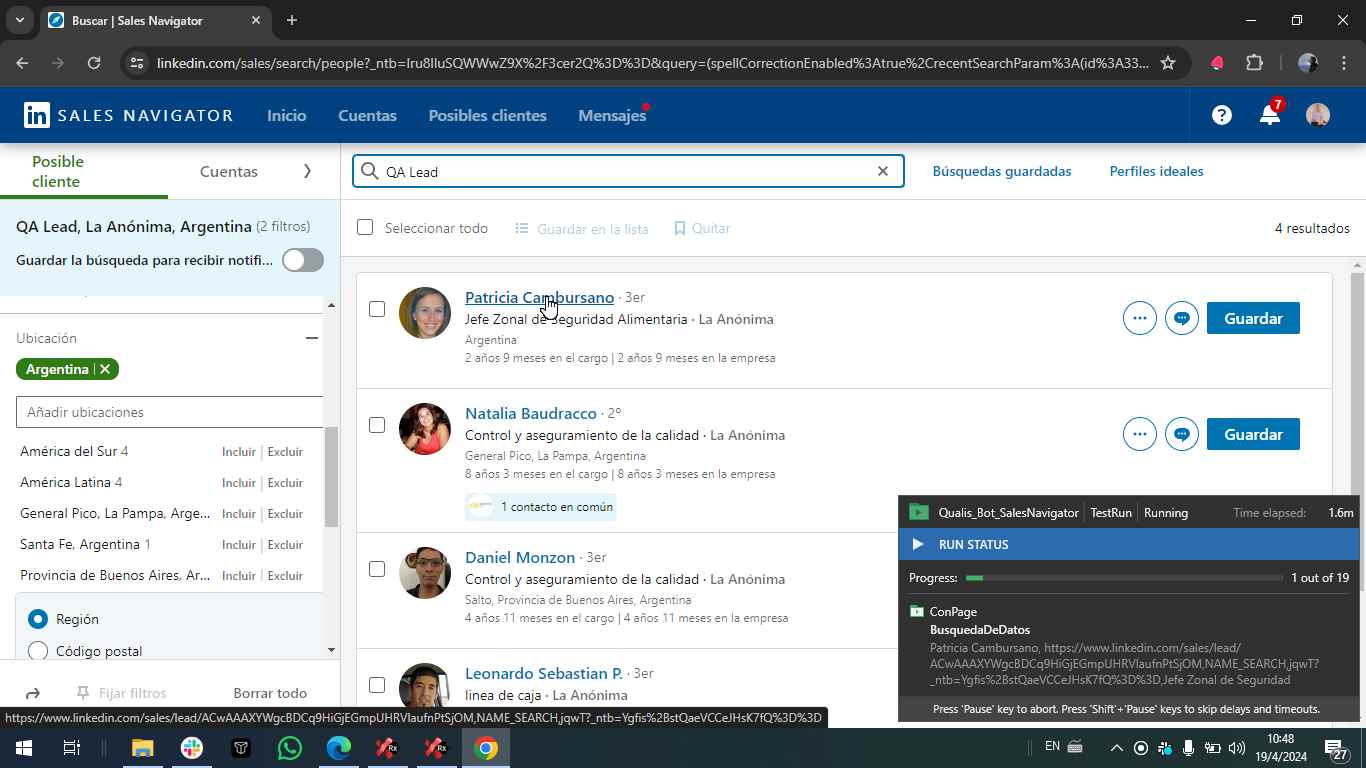 Buscar | Sales Navigator
linkedin.com/sales/search/people?_ntb=Iru8lIuSQWWwZ9X%2F3cer2Q%3D%3D&query=(spellCorrectionEnabled%3Atrue%2CrecentSearchParam%3A(id%3A33...
in SALES NAVIGATOR
Inicio
Cuentas
Posibles clientes
Mensajes
?
7
Posible cliente
Cuentas
QA Lead
Búsquedas guardadas
Perfiles ideales
QA Lead, La Anónima, Argentina (2 filtros)
Guardar la búsqueda para recibir notifi...
Seleccionar todo
Guardar en la lista
Quitar
4 resultados
Ubicación
Argentina
Añadir ubicaciones
América del Sur 4 Incluir | Excluir
América Latina 4 Incluir | Excluir
General Pico, La Pampa, Arge... Incluir | Excluir
Santa Fe, Argentina 1 Incluir | Excluir
Provincia de Buenos Aires, Ar... Incluir | Excluir
Región
Código postal
Fijar filtros
Borrar todo
Patricia Cambursano · 3er
Jefe Zonal de Seguridad Alimentaria · La Anónima
Argentina
2 años 9 meses en el cargo | 2 años 9 meses en la empresa
Guardar
Natalia Baudracco · 2º
Control y aseguramiento de la calidad · La Anónima
General Pico, La Pampa, Argentina
8 años 3 meses en el cargo | 8 años 3 meses en la empresa
1 contacto en común
Guardar
Daniel Monzon · 3er
Control y aseguramiento de la calidad · La Anónima
Salto, Provincia de Buenos Aires, Argentina
4 años 11 meses en el cargo | 4 años 11 meses en la empresa
Leonardo Sebastian P. · 3er
linea de caja · La Anónima
Qualis_Bot_SalesNavigator | TestRun | Running Time elapsed: 1.6m
RUN STATUS
Progress: 1 out of 19
ConPage
BusquedaDeDatos
Patricia Cambursano, https://www.linkedin.com/sales/lead/
ACwAAAXYWgcBDCq9HiGjEGmpUHRVIaufnPtSjOM,NAME_SEARCH,jqwT?
_ntb=Ygfis%2BstQaeVCCeJHsK7fQ%3D%3D,Jefe Zonal de Seguridad
Press 'Pause' key to abort. Press 'Shift'+'Pause' keys to skip delays and timeouts.
https://www.linkedin.com/sales/lead/ACwAAAXYWgcBDCq9HiGjEGmpUHRVIaufnPtSjOM,NAME_SEARCH,jqwT?_ntb=Ygfis%2BstQaeVCCeJHsK7fQ%3D%3D
Rx
Rx
EN
10:48
19/4/2024
27